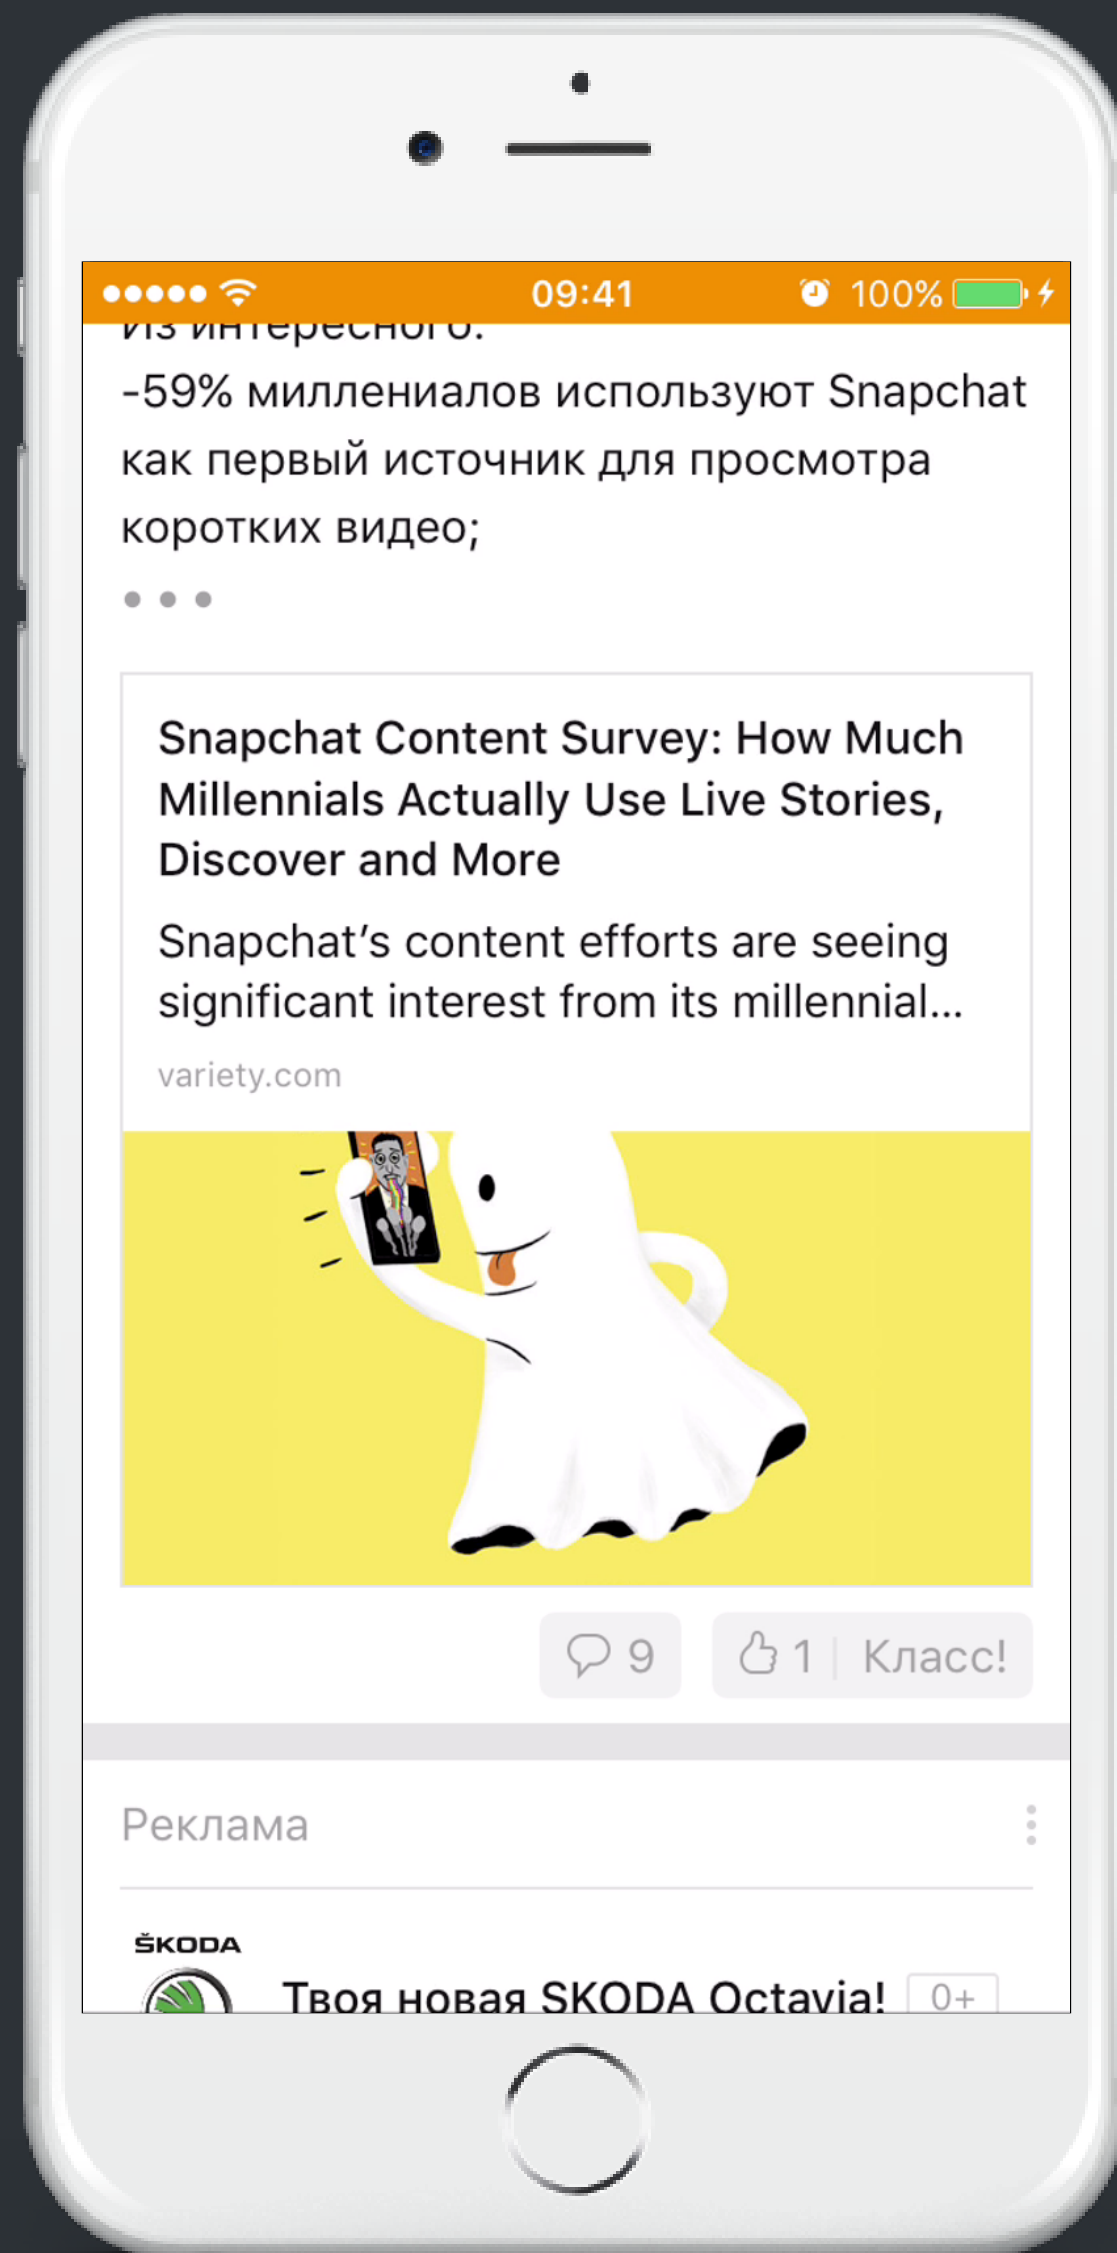 09:41
100%
Из интересного:
-59% миллениалов используют Snapchat
как первый источник для просмотра
коротких видео;
Snapchat Content Survey: How Much
Millennials Actually Use Live Stories,
Discover and More
Snapchat’s content efforts are seeing
significant interest from its millennial...
variety.com
9
1
Класс!
Реклама
ŠKODA
Твоя новая SKODA Octavia!
0+